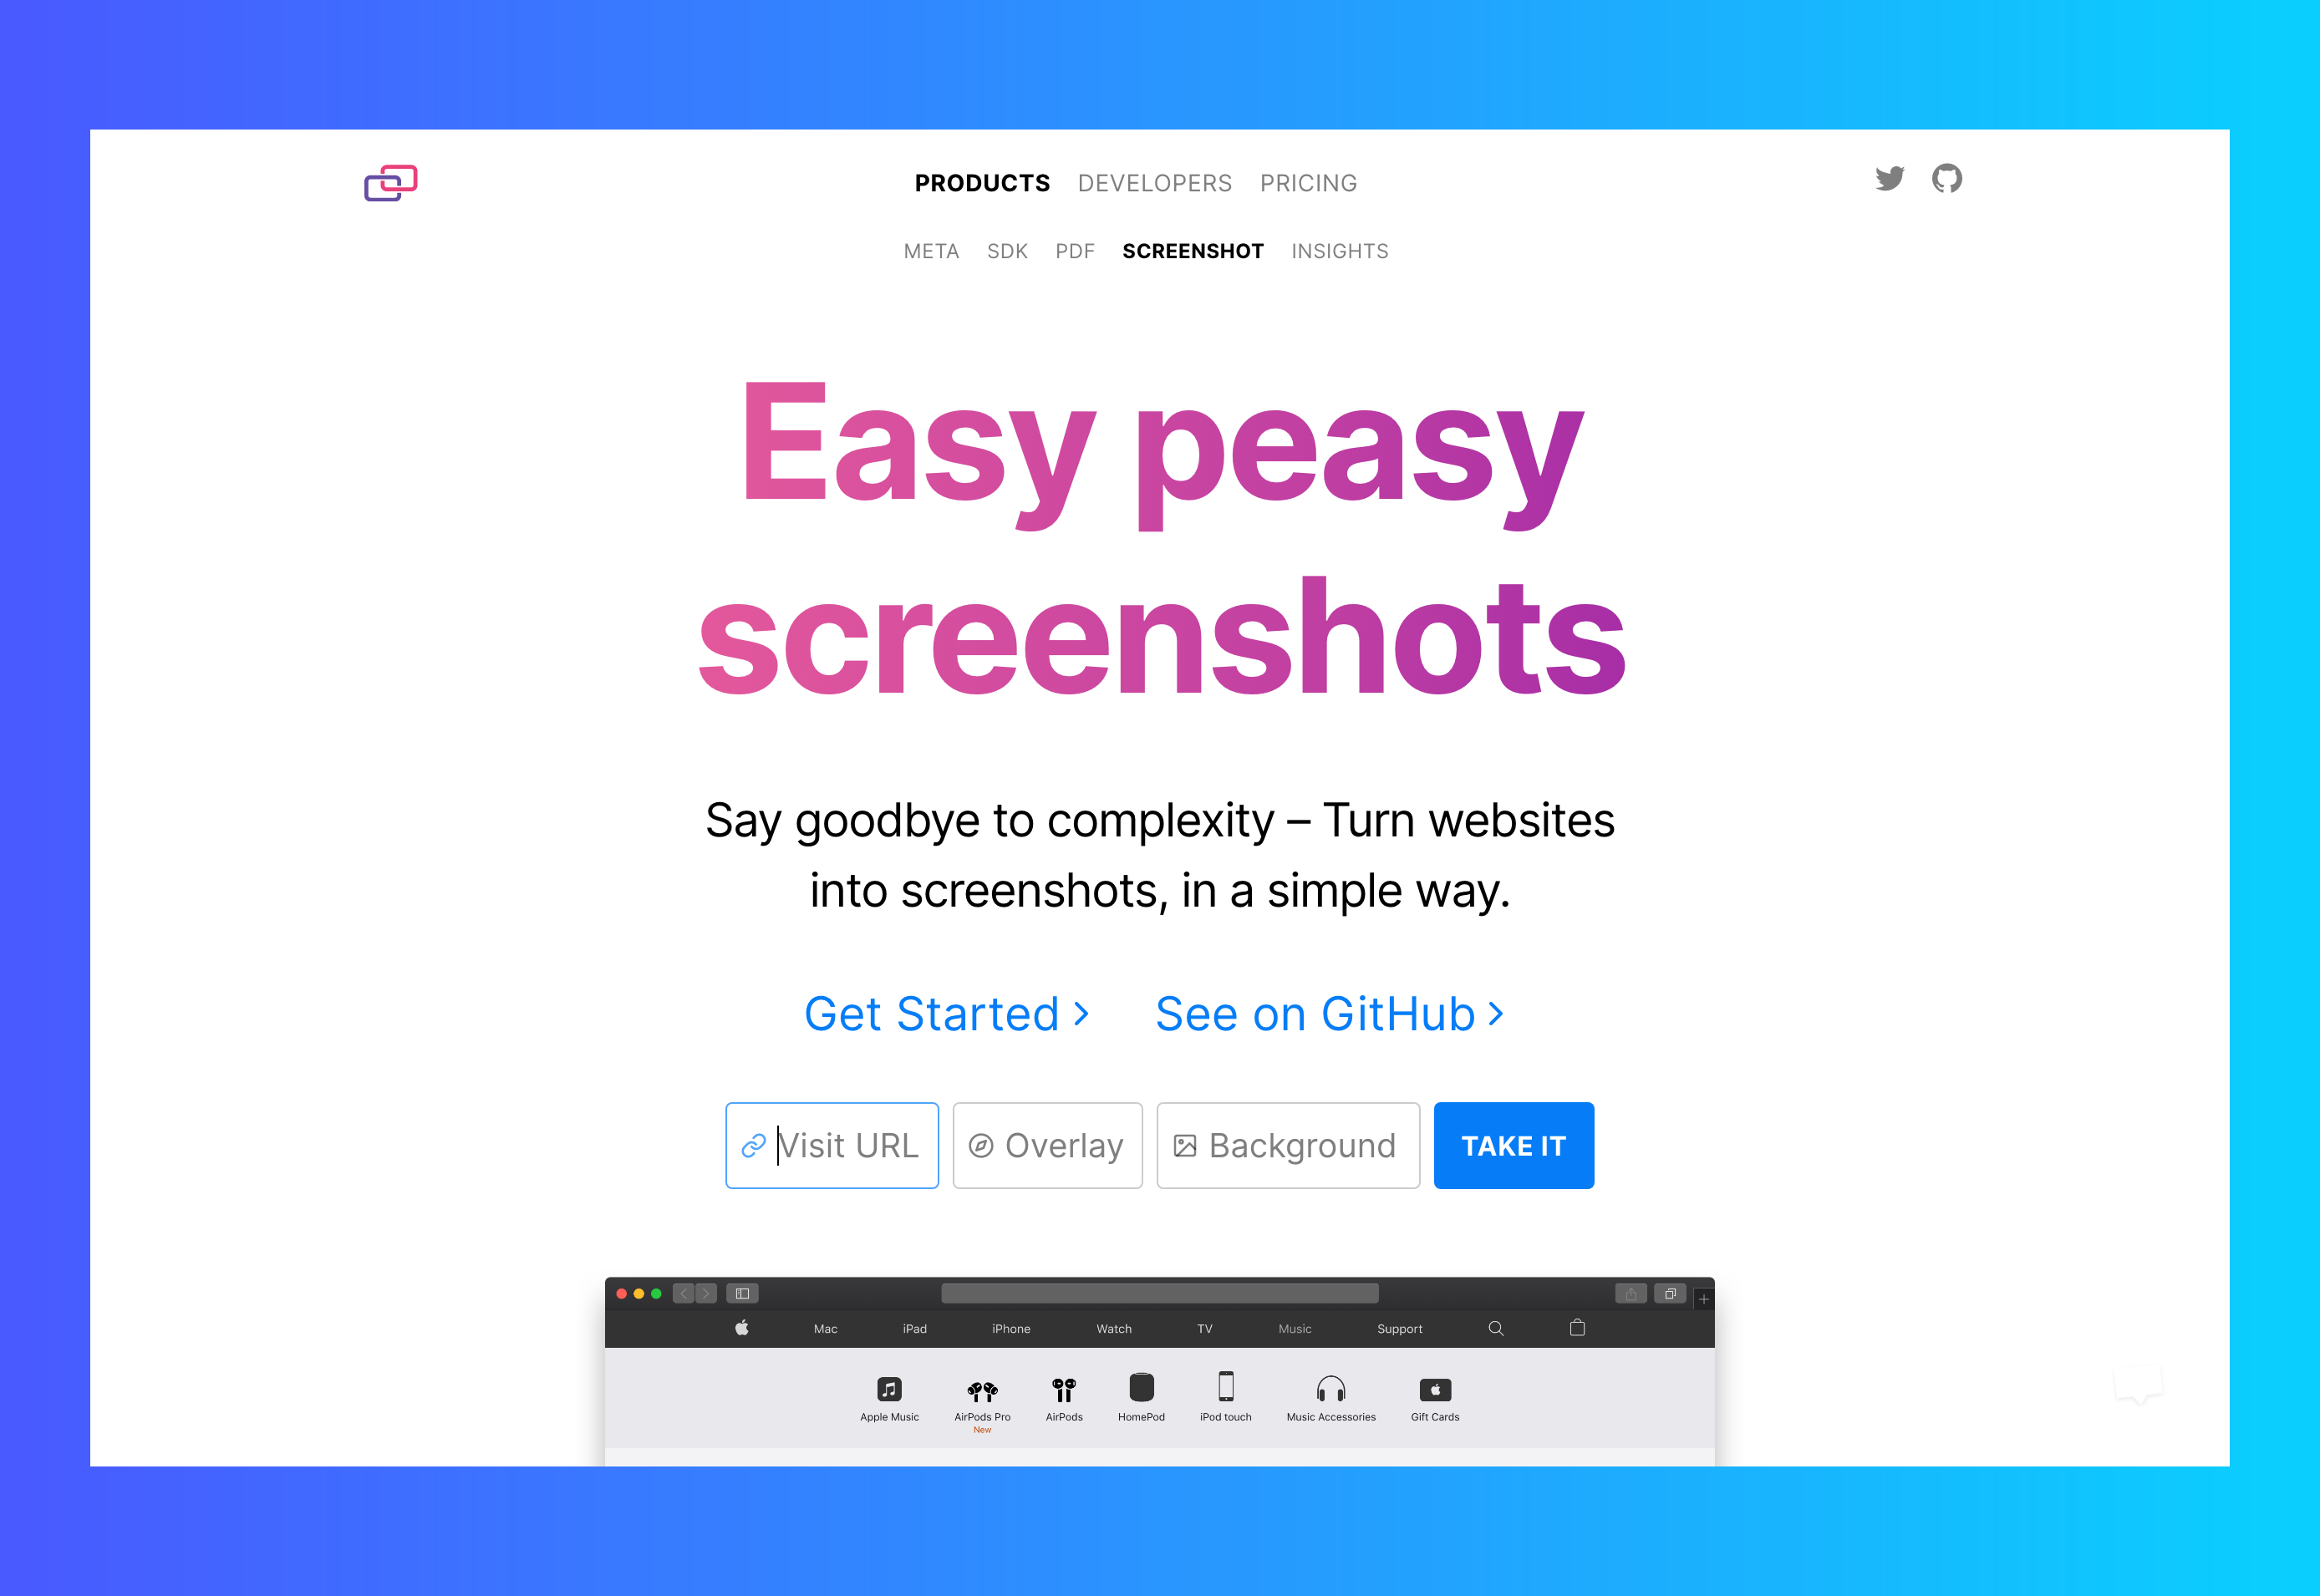 PRODUCTS DEVELOPERS PRICING
META SDK PDF SCREENSHOT INSIGHTS
Easy peasy
screenshots
Say goodbye to complexity – Turn websites
into screenshots, in a simple way.
Get Started See on GitHub
Visit URL Overlay Background TAKE IT
Mac iPad iPhone Watch TV Music Support
Apple Music AirPods Pro AirPods HomePod iPod touch Music Accessories Gift Cards
New